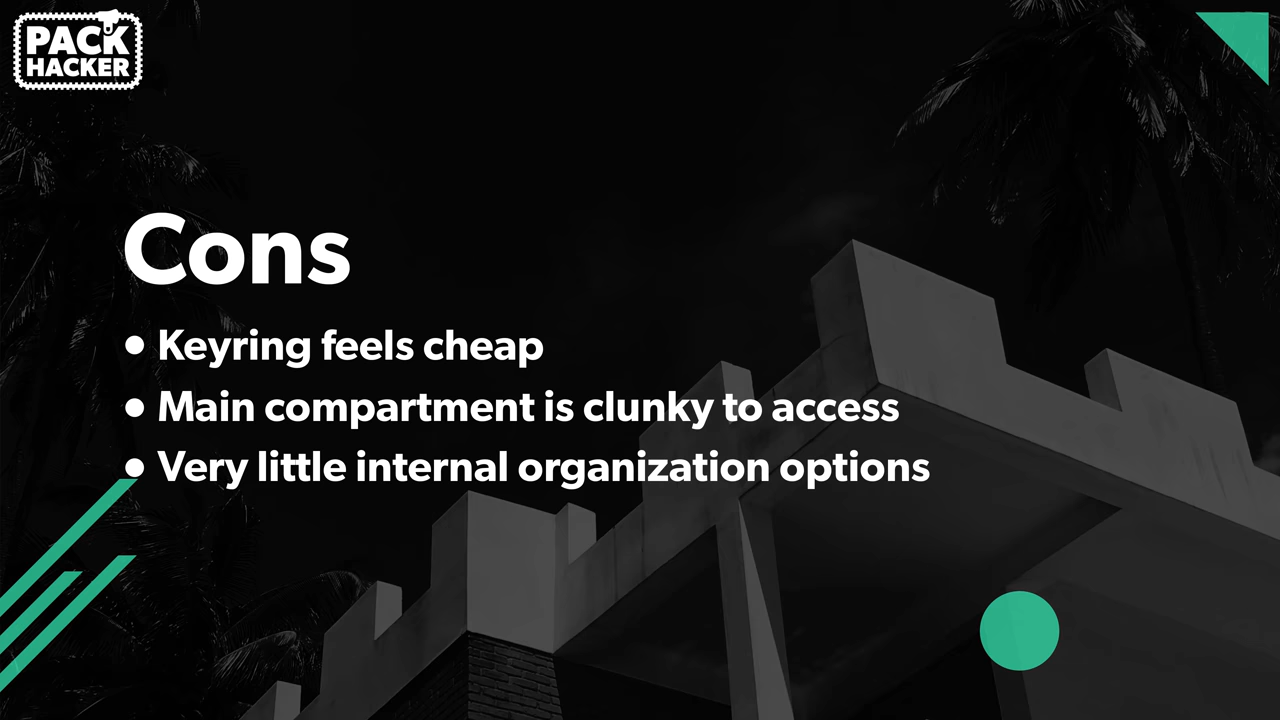 PACK
HACKER
Cons
• Keyring feels cheap
• Main compartment is clunky to access
• Very little internal organization options